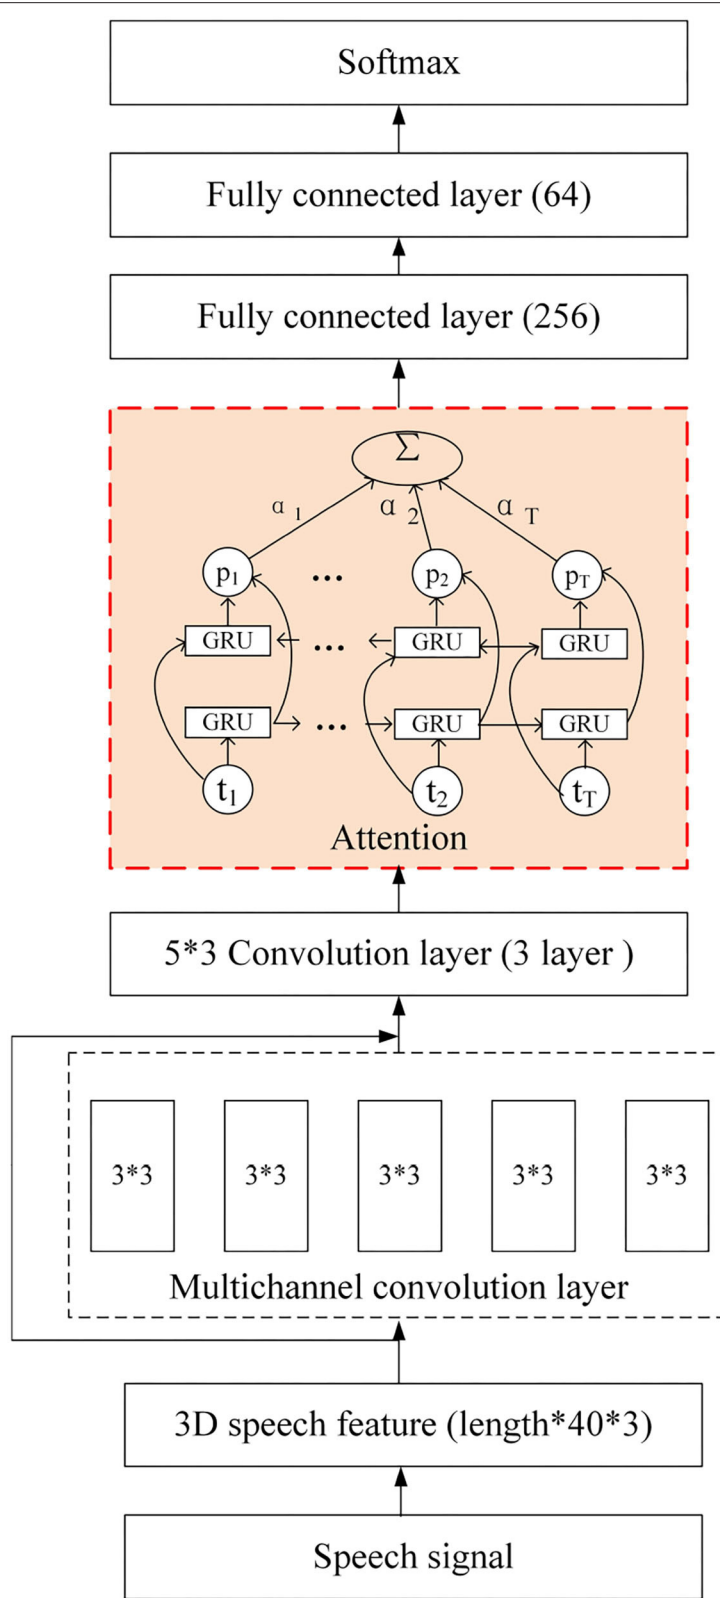 Softmax
Fully connected layer (64)
Fully connected layer (256)
Σ
α 1 α 2 α T
p1 ... p2 pT
GRU ... GRU GRU
GRU ... GRU GRU
t1 t2 tT
Attention
5*3 Convolution layer (3 layer )
3*3 3*3 3*3 3*3 3*3
Multichannel convolution layer
3D speech feature (length*40*3)
Speech signal